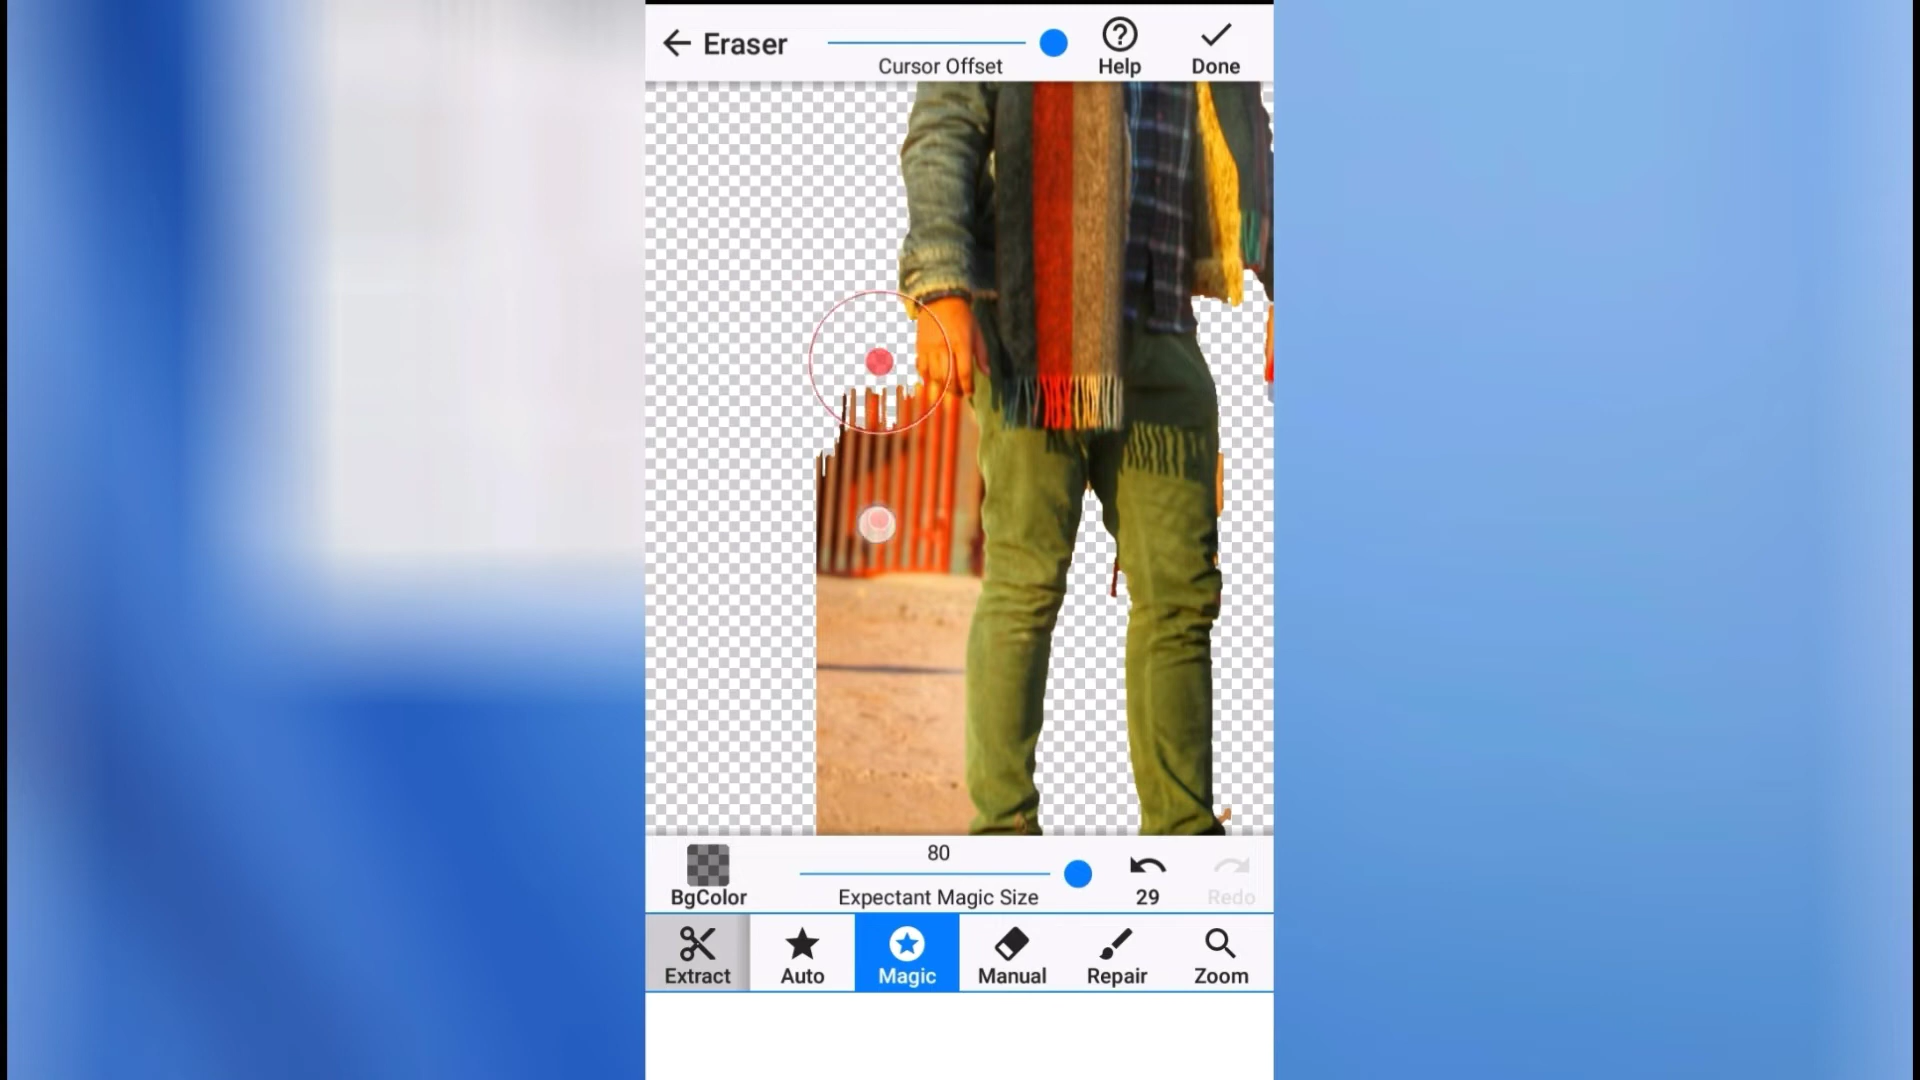 Eraser
Cursor Offset
Help
Done
BgColor
80
Expectant Magic Size
29
Redo
Extract
Auto
Magic
Manual
Repair
Zoom